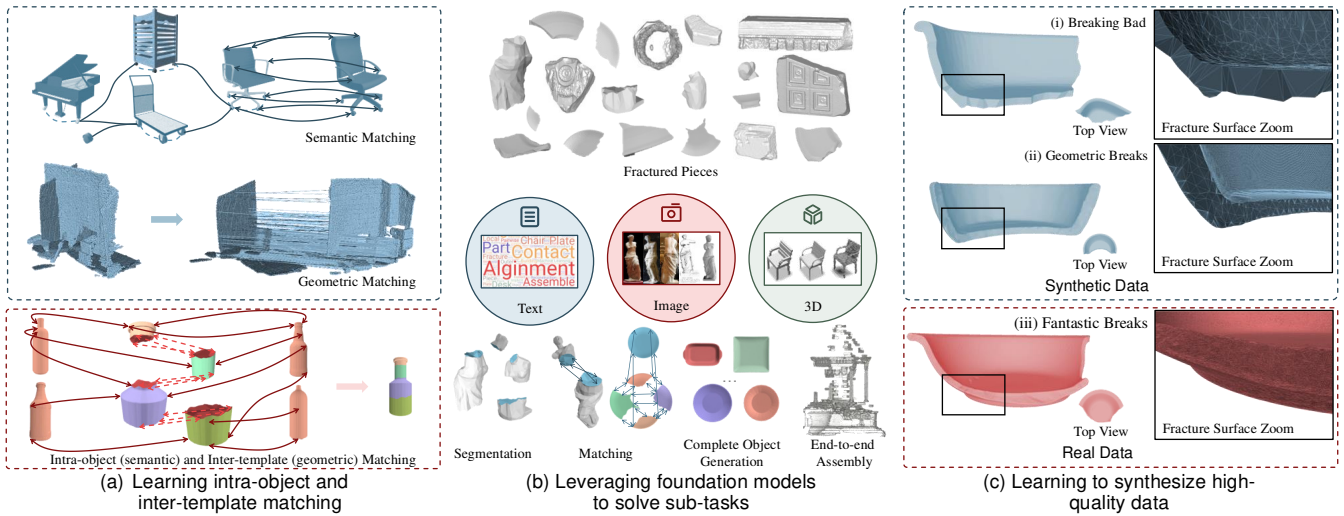 Semantic Matching
Geometric Matching
Intra-object (semantic) and Inter-template (geometric) Matching
(a) Learning intra-object and
inter-template matching
Fractured Pieces
Chair Plate
Part
Contact
Alginment
Assemble
Text
Image
3D
Segmentation
Matching
Complete Object
Generation
End-to-end
Assembly
(b) Leveraging foundation models
to solve sub-tasks
(i) Breaking Bad
Top View
Fracture Surface Zoom
(ii) Geometric Breaks
Top View
Fracture Surface Zoom
Synthetic Data
(iii) Fantastic Breaks
Top View
Fracture Surface Zoom
Real Data
(c) Learning to synthesize high-
quality data